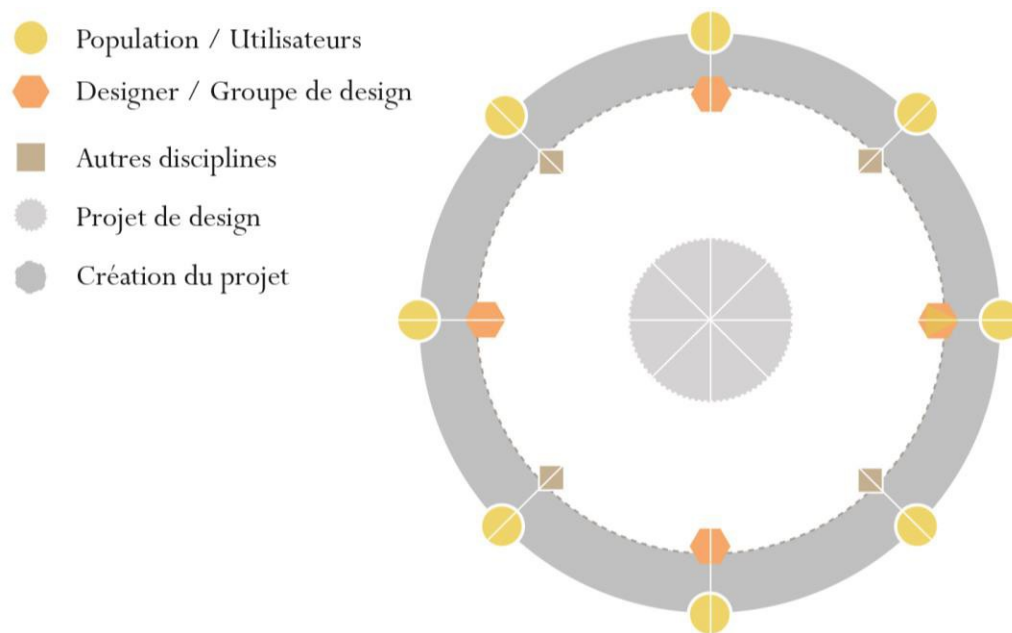 Population / Utilisateurs
Designer / Groupe de design
Autres disciplines
Projet de design
Création du projet